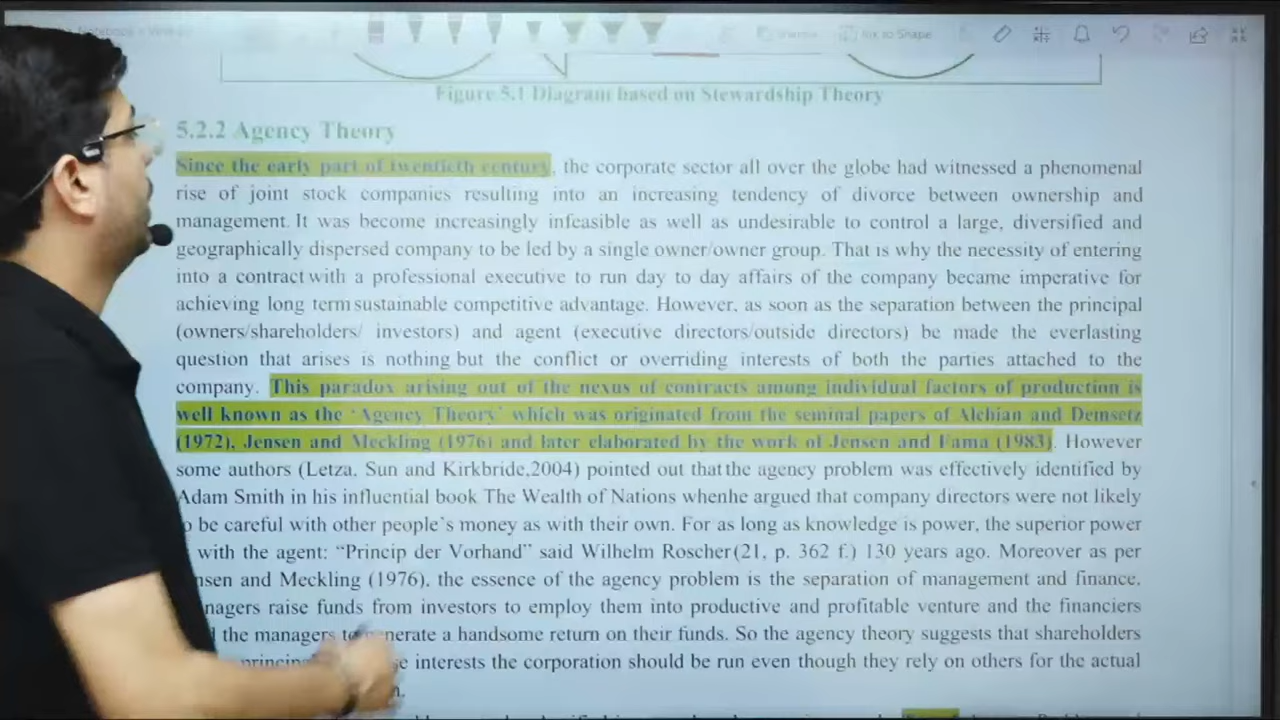 Ink to Shape
Figure 5.1 Diagram based on Stewardship Theory
5.2.2 Agency Theory
Since the early part of twentieth century, the corporate sector all over the globe had witnessed a phenomenal
rise of joint stock companies resulting into an increasing tendency of divorce between ownership and
management. It was become increasingly infeasible as well as undesirable to control a large, diversified and
geographically dispersed company to be led by a single owner/owner group. That is why the necessity of entering
into a contract with a professional executive to run day to day affairs of the company became imperative for
achieving long term sustainable competitive advantage. However, as soon as the separation between the principal
(owners/shareholders/ investors) and agent (executive directors/outside directors) be made the everlasting
question that arises is nothing but the conflict or overriding interests of both the parties attached to the
company. This paradox arising out of the nexus of contracts among individual factors of production is
well known as the 'Agency Theory' which was originated from the seminal papers of Alchian and Demsetz
(1972), Jensen and Meckling (1976) and later elaborated by the work of Jensen and Fama (1983). However
some authors (Letza, Sun and Kirkbride,2004) pointed out that the agency problem was effectively identified by
Adam Smith in his influential book The Wealth of Nations whenhe argued that company directors were not likely
be careful with other people's money as with their own. For as long as knowledge is power, the superior power
with the agent: "Princip der Vorhand" said Wilhelm Roscher(21, p. 362 f.) 130 years ago. Moreover as per
nsen and Meckling (1976), the essence of the agency problem is the separation of management and finance.
nagers raise funds from investors to employ them into productive and profitable venture and the financiers
the managers to generate a handsome return on their funds. So the agency theory suggests that shareholders
interests the corporation should be run even though they rely on others for the actual